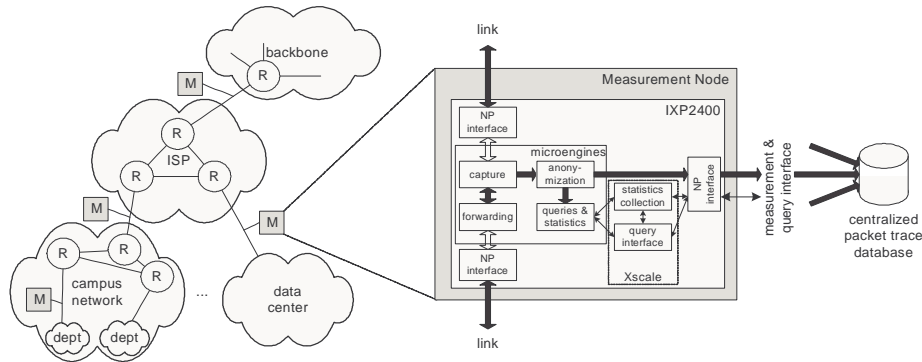 backbone
R
M
R
ISP
R
R
M
M
R
R
R
M
campus
network
dept
dept
...
data
center
link
Measurement Node
IXP2400
NP
interface
microengines
capture
anony-
mization
forwarding
queries &
statistics
statistics
collection
query
interface
Xscale
NP
interface
NP
interface
link
measurement &
query interface
centralized
packet trace
database